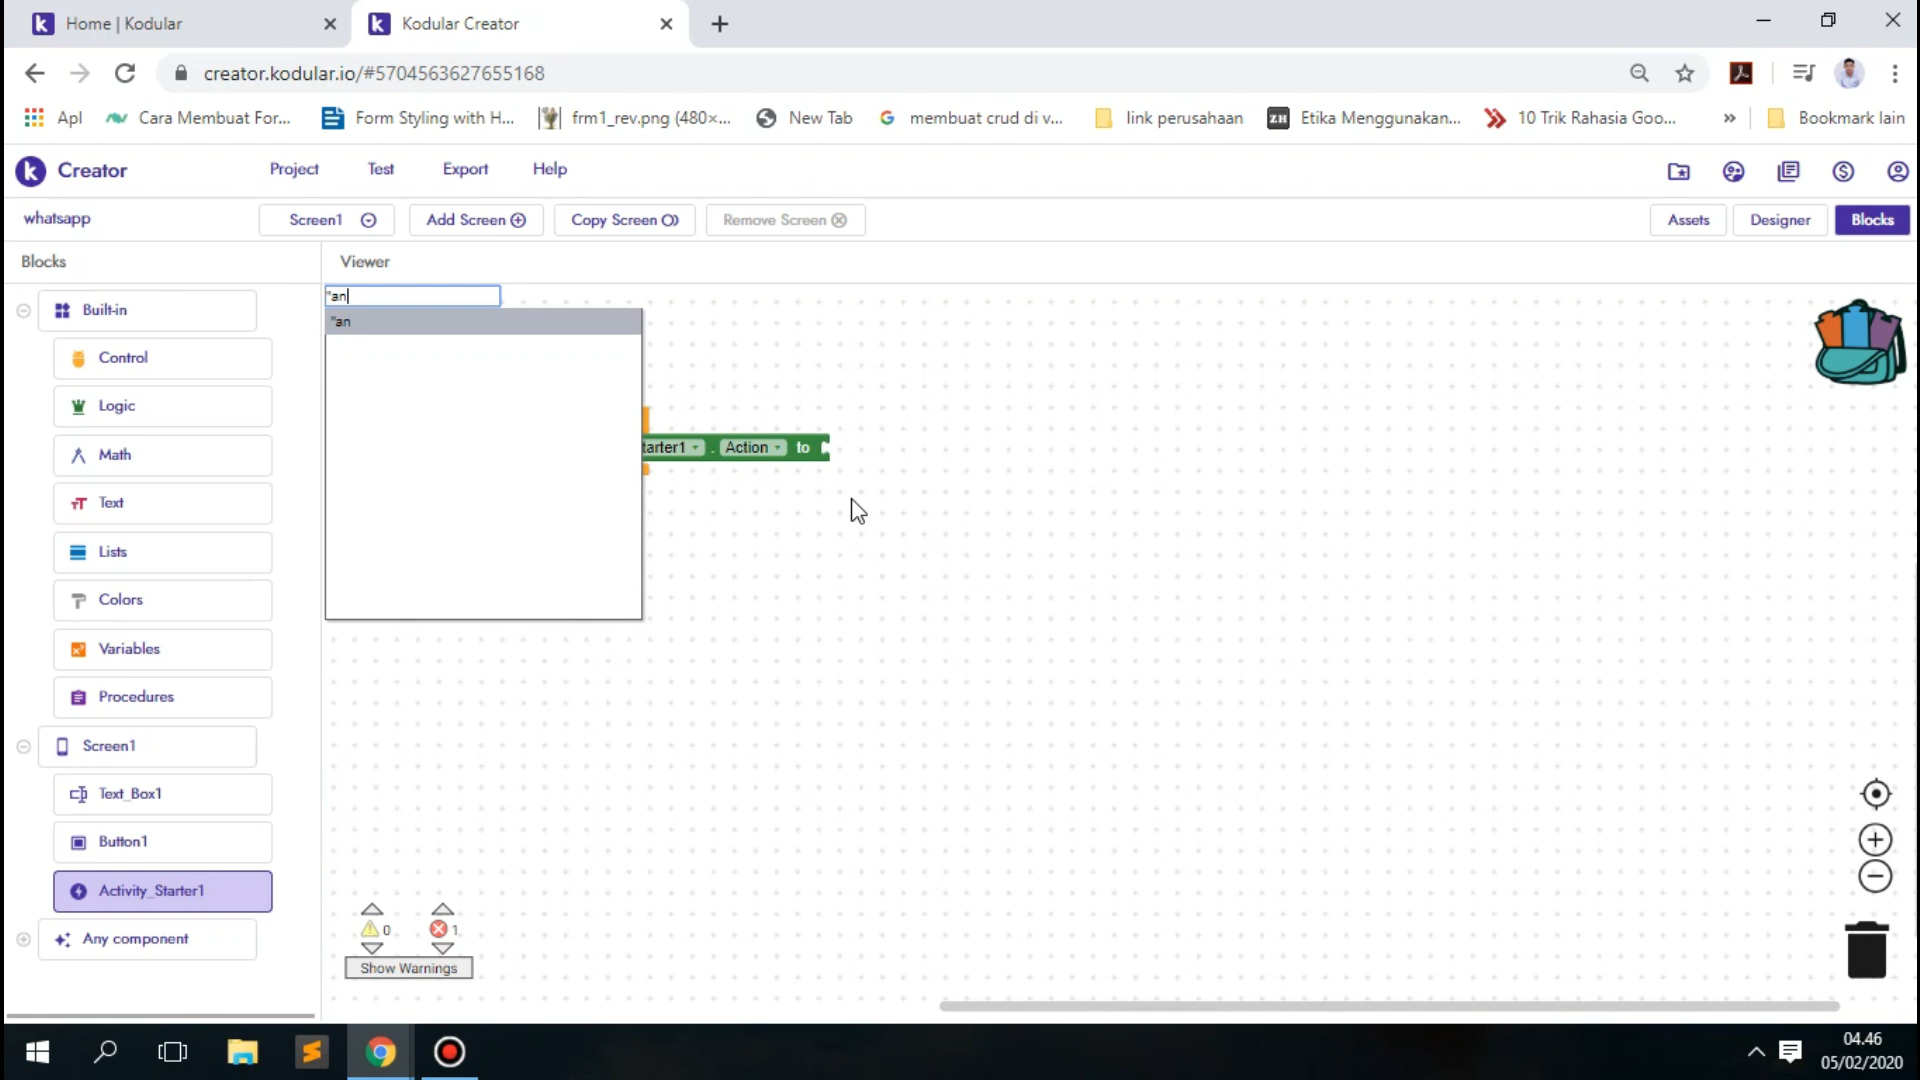 Home | Kodular
Kodular Creator
creator.kodular.io/#5704563627655168
Apl
Cara Membuat For...
Form Styling with H...
frm1_rev.png (480×...
New Tab
membuat crud di v...
link perusahaan
ZH
Etika Menggunakan...
10 Trik Rahasia Goo...
»
Bookmark lain
Creator
Project
Test
Export
Help
whatsapp
Screen1
Add Screen
Copy Screen
Remove Screen
Assets
Designer
Blocks
Blocks
Viewer
"an
"an
Built-in
Control
Logic
Math
Text
Lists
Colors
Variables
Procedures
Screen1
Text_Box1
Button1
Activity_Starter1
Any component
tarter1 . Action to
0
1
Show Warnings
04.46
05/02/2020